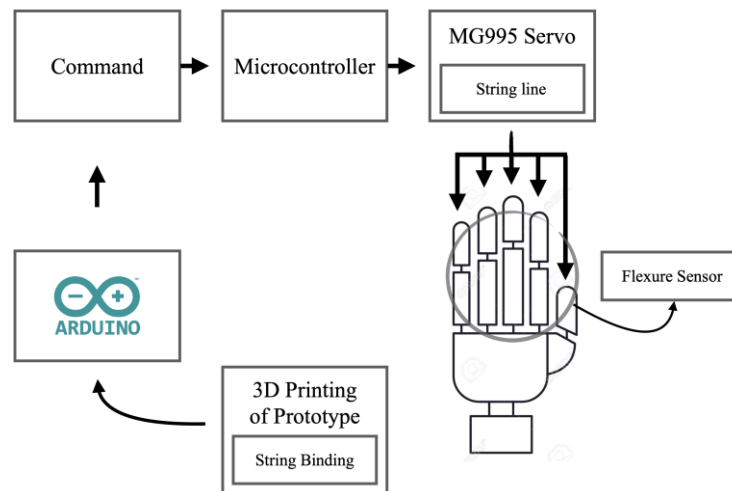 Command
Microcontroller
MG995 Servo
String line
Flexure Sensor
ARDUINO
3D Printing
of Prototype
String Binding